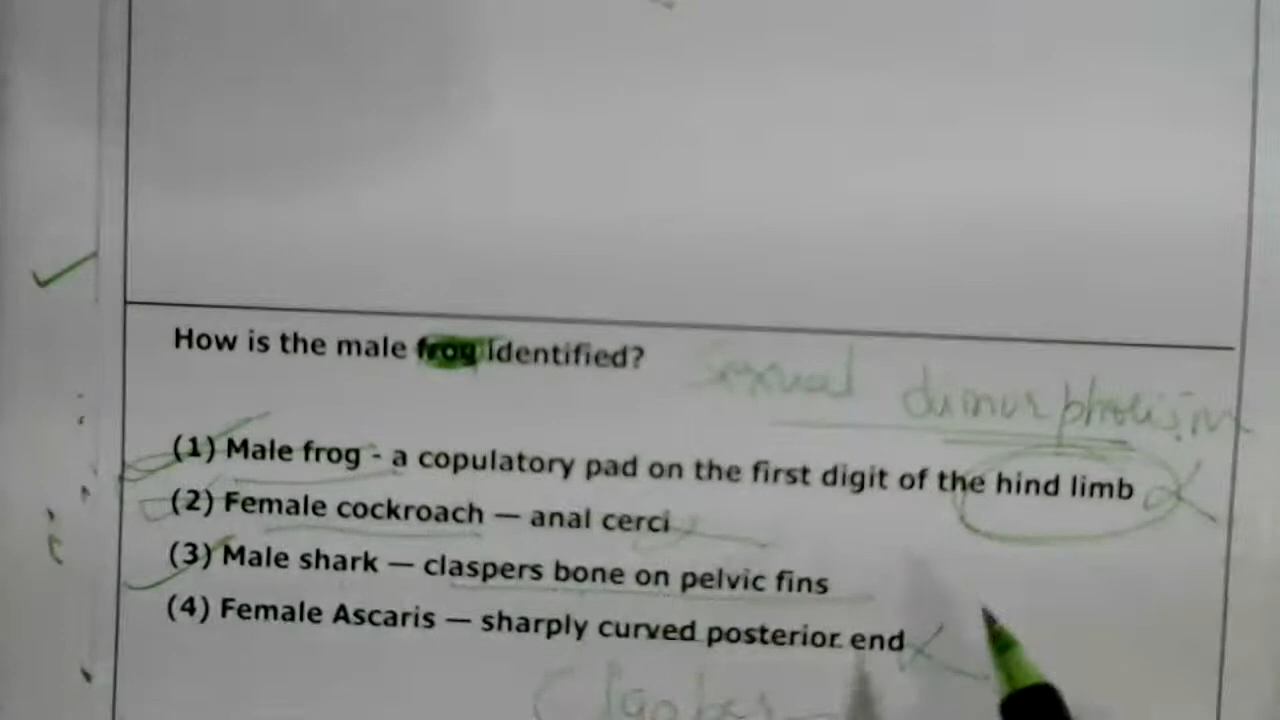 How is the male frog identified?
Sexual dumorphosim
(1) Male frog - a copulatory pad on the first digit of the hind limb
(2) Female cockroach — anal cerci
(3) Male shark — claspers bone on pelvic fins
(4) Female Ascaris — sharply curved posterior end